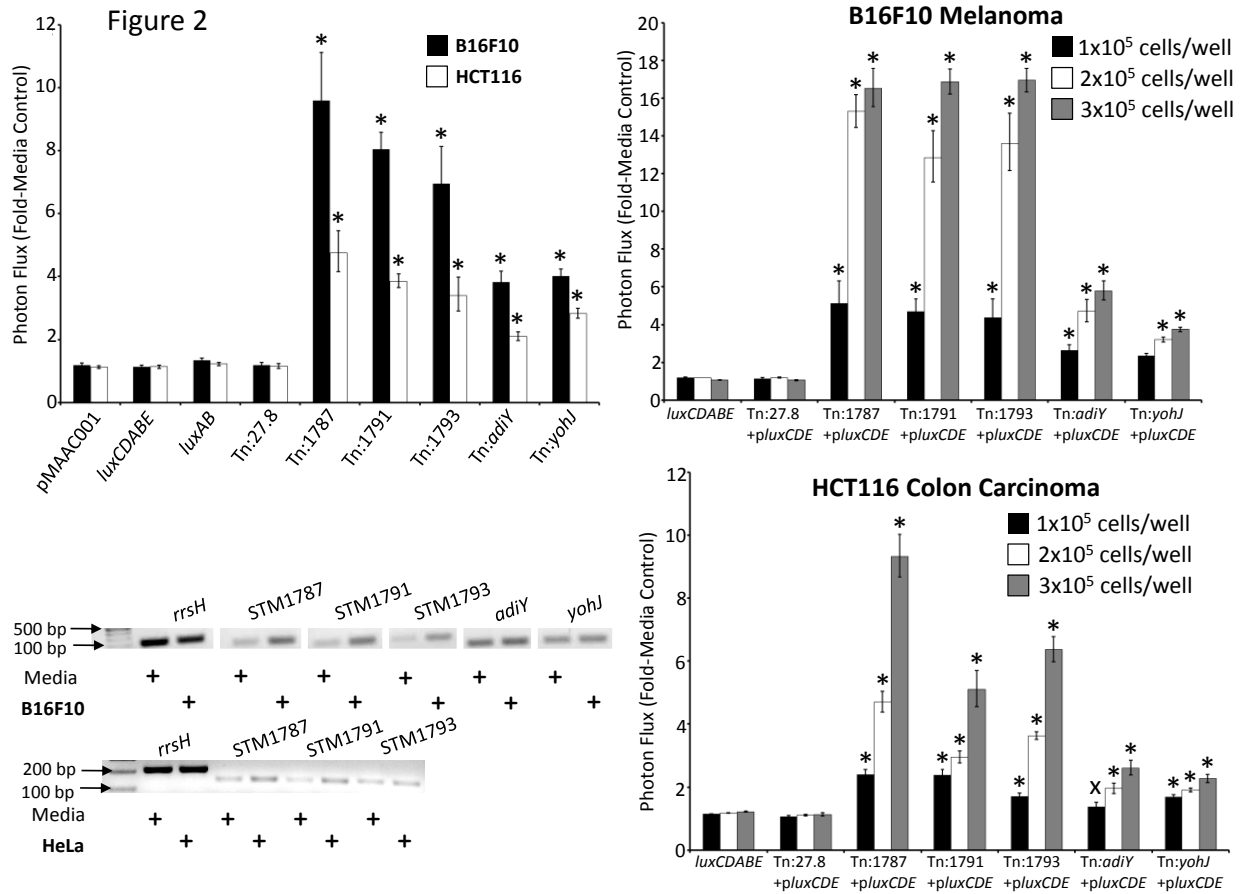 Figure 2
B16F10
HCT116
Photon Flux (Fold-Media Control)
12
10
8
6
4
2
0
* * * * * * * * * *
pMAAC001 luxCDABE luxAB Tn:27.8 Tn:1787 Tn:1791 Tn:1793 Tn:adiY Tn:yohJ
B16F10 Melanoma
1x10⁵ cells/well
2x10⁵ cells/well
3x10⁵ cells/well
Photon Flux (Fold-Media Control)
20
18
16
14
12
10
8
6
4
2
0
* * * * * * * * * * * * * *
luxCDABE Tn:27.8 Tn:1787 Tn:1791 Tn:1793 Tn:adiY Tn:yohJ
+pluxCDE +pluxCDE +pluxCDE +pluxCDE +pluxCDE +pluxCDE
rrsH STM1787 STM1791 STM1793 adiY yohJ
500 bp
100 bp
Media + + + + + +
B16F10 + + + + + +
rrsH STM1787 STM1791 STM1793
200 bp
100 bp
Media + + + +
HeLa + + + +
HCT116 Colon Carcinoma
1x10⁵ cells/well
2x10⁵ cells/well
3x10⁵ cells/well
Photon Flux (Fold-Media Control)
12
10
8
6
4
2
0
* * * * * * * * * X * * * * *
luxCDABE Tn:27.8 Tn:1787 Tn:1791 Tn:1793 Tn:adiY Tn:yohJ
+pluxCDE +pluxCDE +pluxCDE +pluxCDE +pluxCDE +pluxCDE